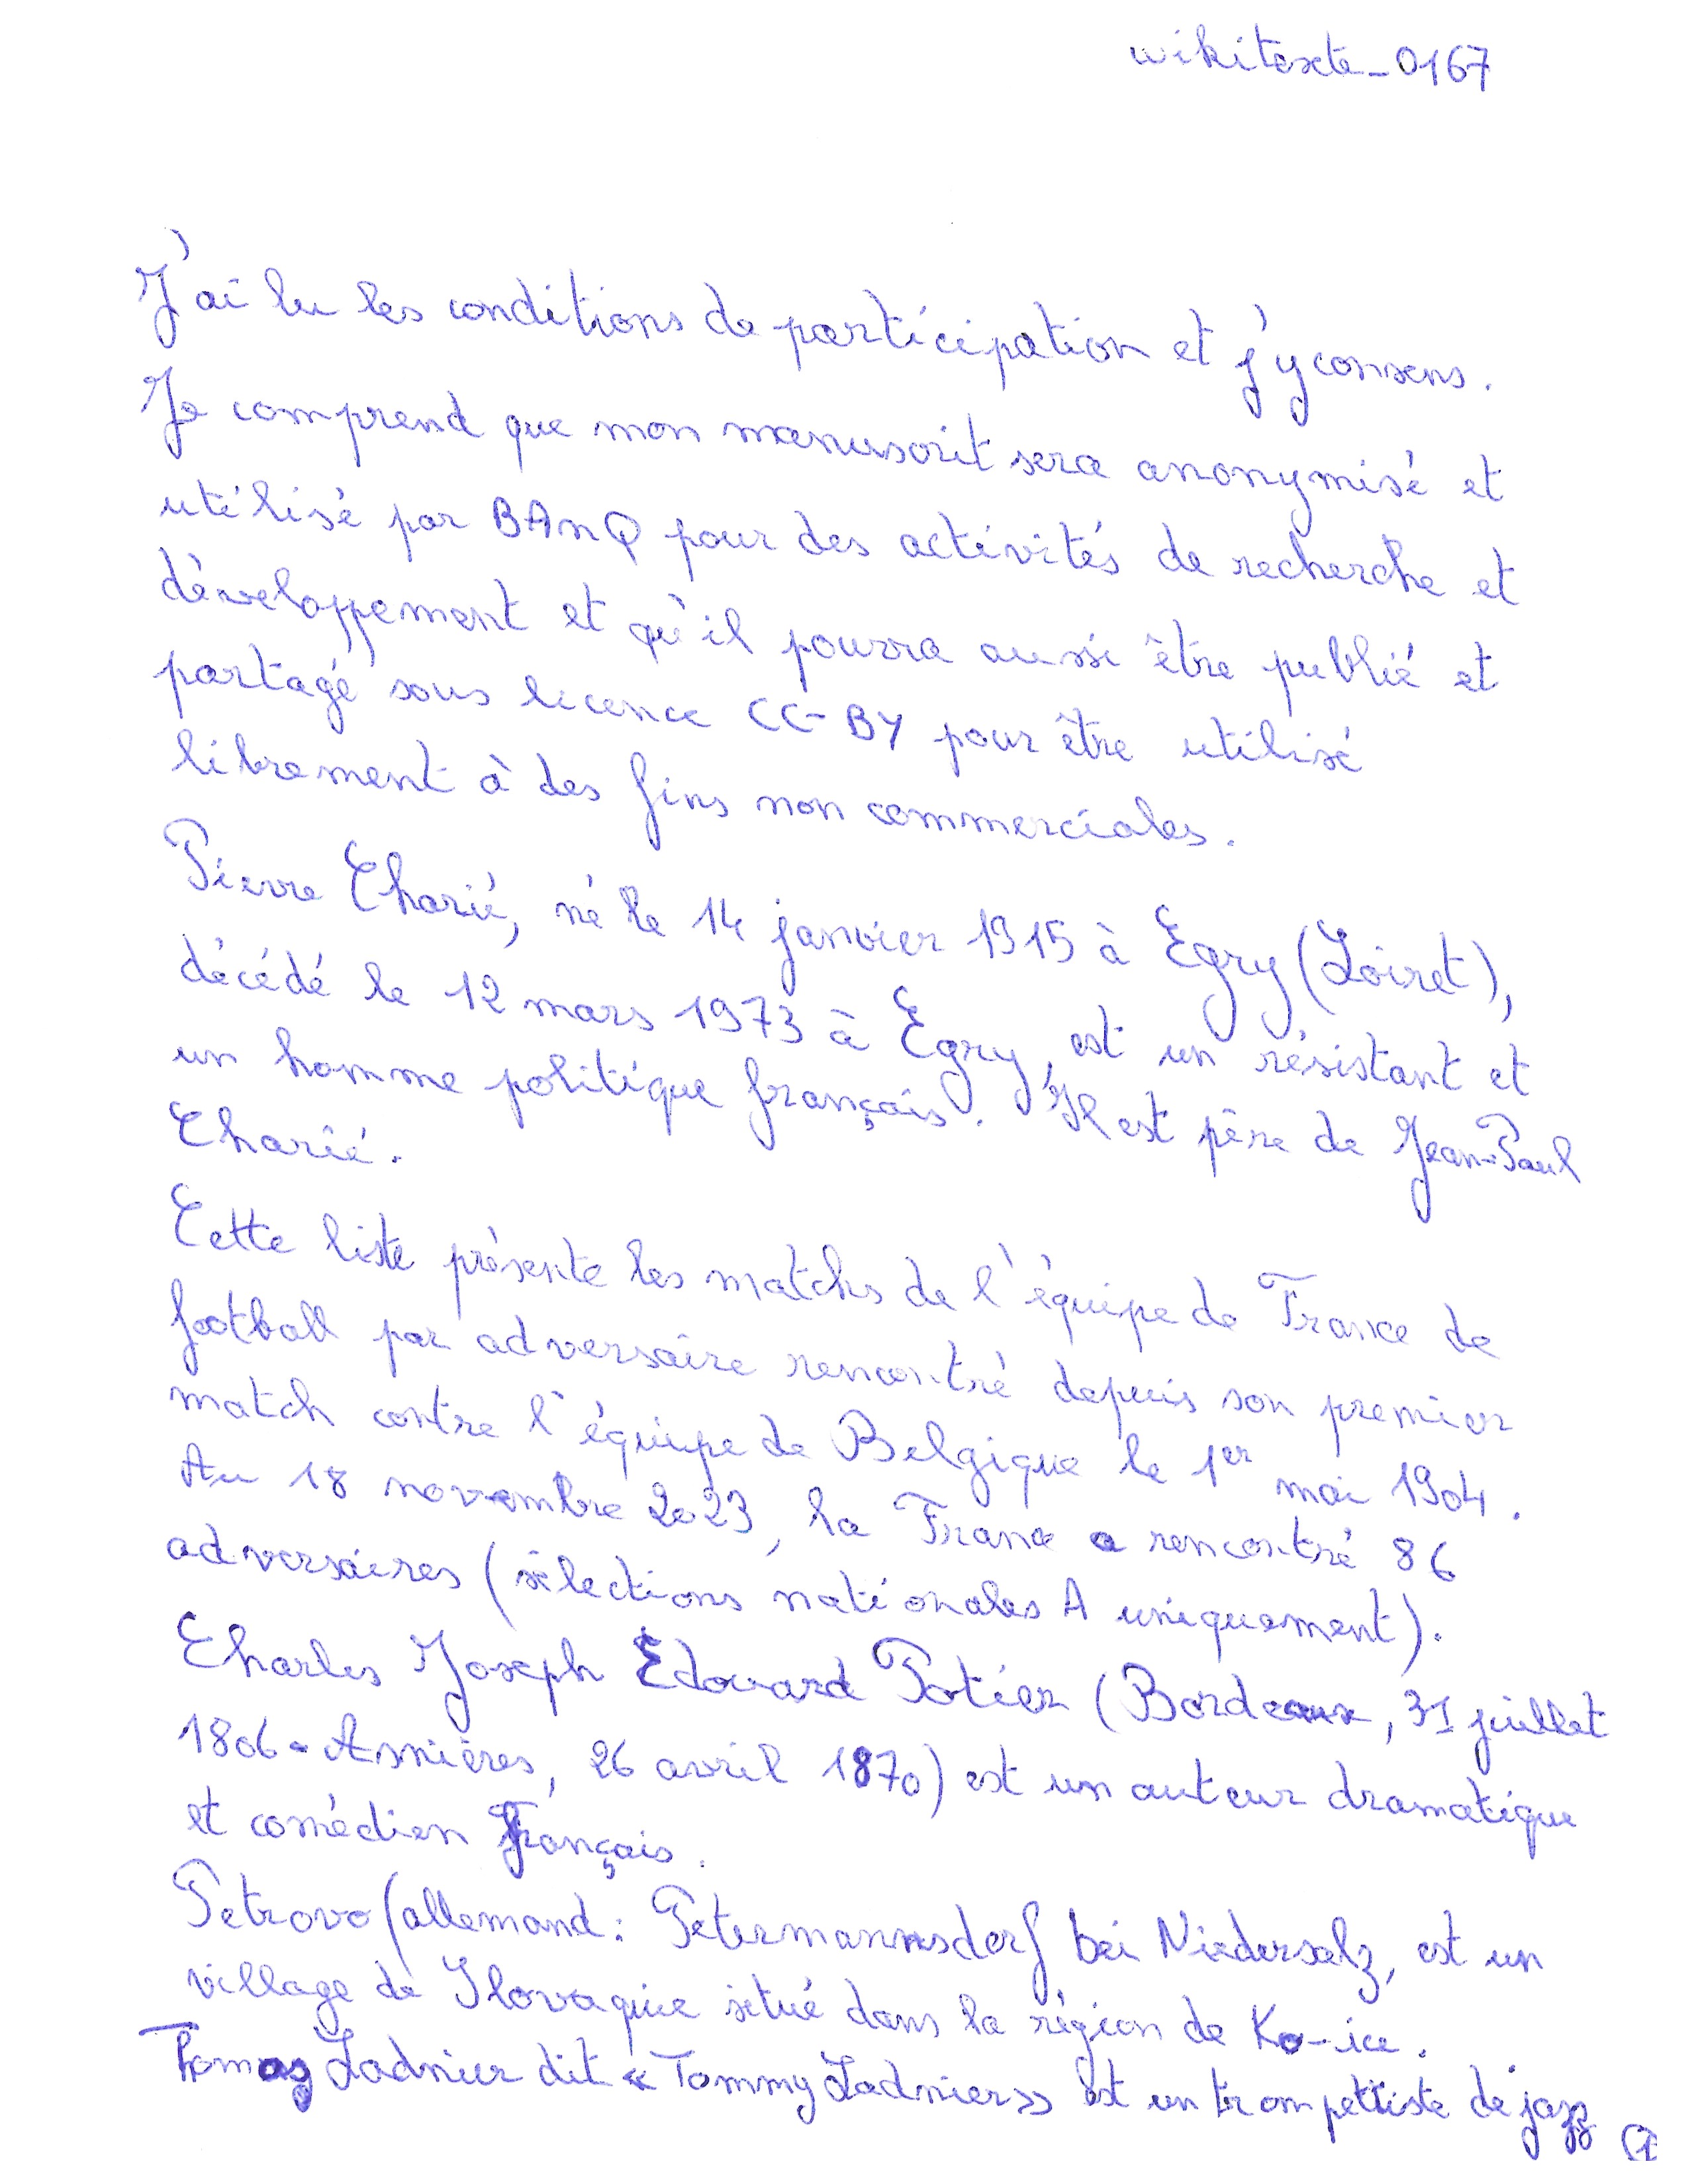 wikitexte_0167
J'ai lu les conditions de participation et j'y consens.
Je comprend que mon manuscrit sera anonymisé et
utilisé par BAnQ pour des activités de recherche et
développement et qu'il pourra aussi être publié et
partagé sous licence CC-BY pour être utilisé
librement à des fins non commerciales.
Pierre Charié, né le 14 janvier 1915 à Egry (Loiret),
décédé le 12 mars 1973 à Egry, est un résistant et
un homme politique français. Il est père de Jean-Paul
Charié.
Cette liste présente les matchs de l'équipe de France de
football par adversaire rencontré depuis son premier
match contre l'équipe de Belgique le 1er mai 1904.
Au 18 novembre 2023, la France a rencontré 86
adversaires (sélections nationales A uniquement).
Charles Joseph Edouard Potier (Bordeaux, 31 juillet
1806 - Asnières, 26 avril 1870) est un auteur dramatique
et comédien français.
Petrovo (allemand : Petermannsdorf bei Niedersalz, est un
village de Slovaquie situé dans la région de Ko-ice.
Thomas Ladnier dit « Tommy Ladnier » est un trompettiste de jazz